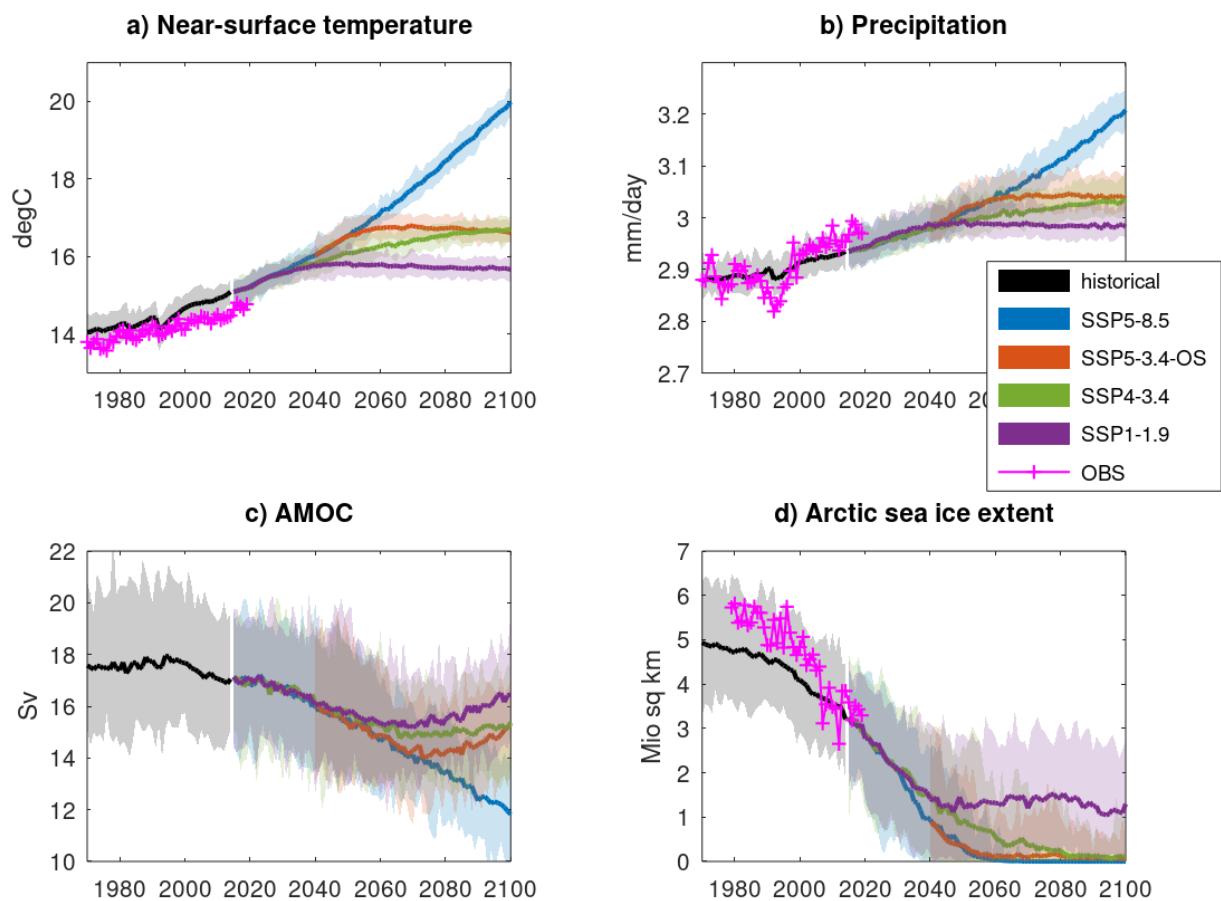 a) Near-surface temperature
b) Precipitation
degC
20
18
16
14
1980 2000 2020 2040 2060 2080 2100
mm/day
3.2
3.1
3
2.9
2.8
2.7
1980 2000 2020 2040 2060
historical
SSP5-8.5
SSP5-3.4-OS
SSP4-3.4
SSP1-1.9
OBS
c) AMOC
d) Arctic sea ice extent
Sv
22
20
18
16
14
12
10
1980 2000 2020 2040 2060 2080 2100
Mio sq km
7
6
5
4
3
2
1
0
1980 2000 2020 2040 2060 2080 2100